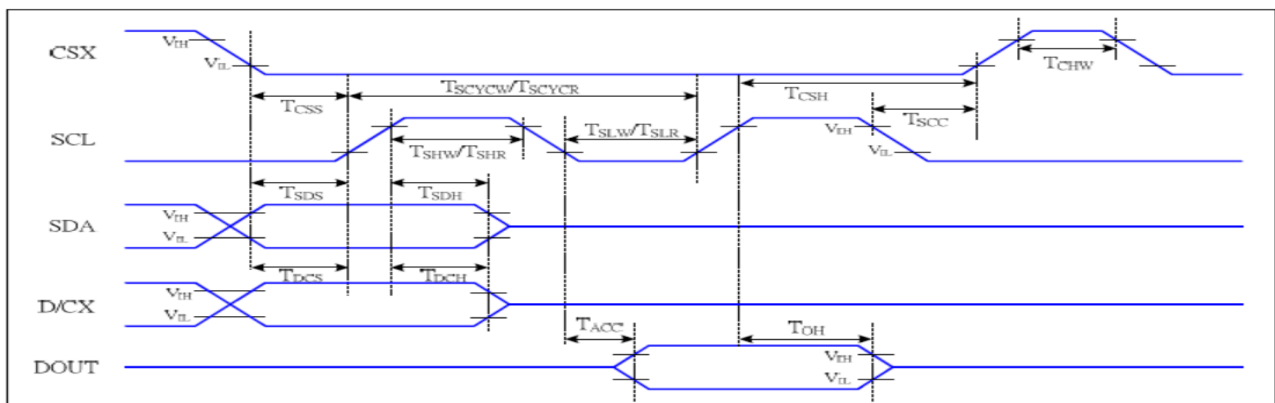 CSX
VIH
VIL
TCSS
TSCYCW/TSCYCR
TCSH
TCHW
TSCC
SCL
TSHW/TSHR
TSLW/TSLR
VIH
VIL
TSDS
TSDH
SDA
VIH
VIL
TDCS
TDCH
D/CX
VIH
VIL
TACC
TOH
DOUT
VIH
VIL